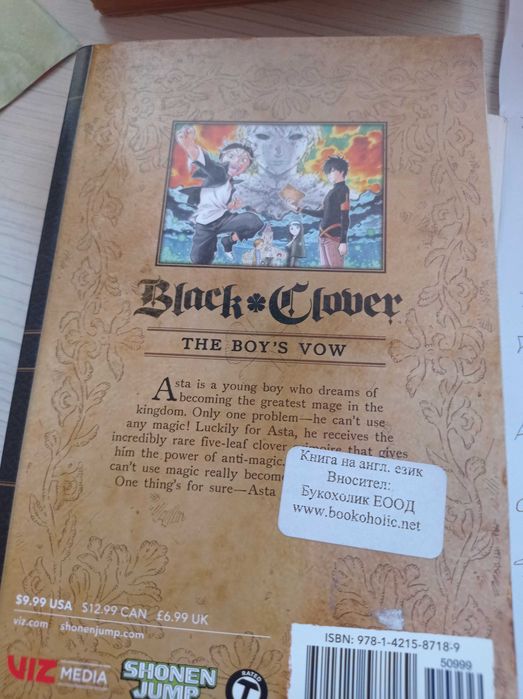 Black Clover
THE BOY'S VOW
Asta is a young boy who dreams of
becoming the greatest mage in the
kingdom. Only one problem—he can't use
any magic! Luckily for Asta, he receives the
incredibly rare five-leaf clover that gives
him the power of anti-magic.
can't use magic really
One thing's for sure—Asta
Книга на англ. език
Вносител:
Букохолик ЕООД
www.bookoholic.net
$9.99 USA $12.99 CAN £6.99 UK
viz.com shonenjump.com
VIZ MEDIA
SHONEN
JUMP
RATED
T
ISBN: 978-1-4215-8718-9
50999